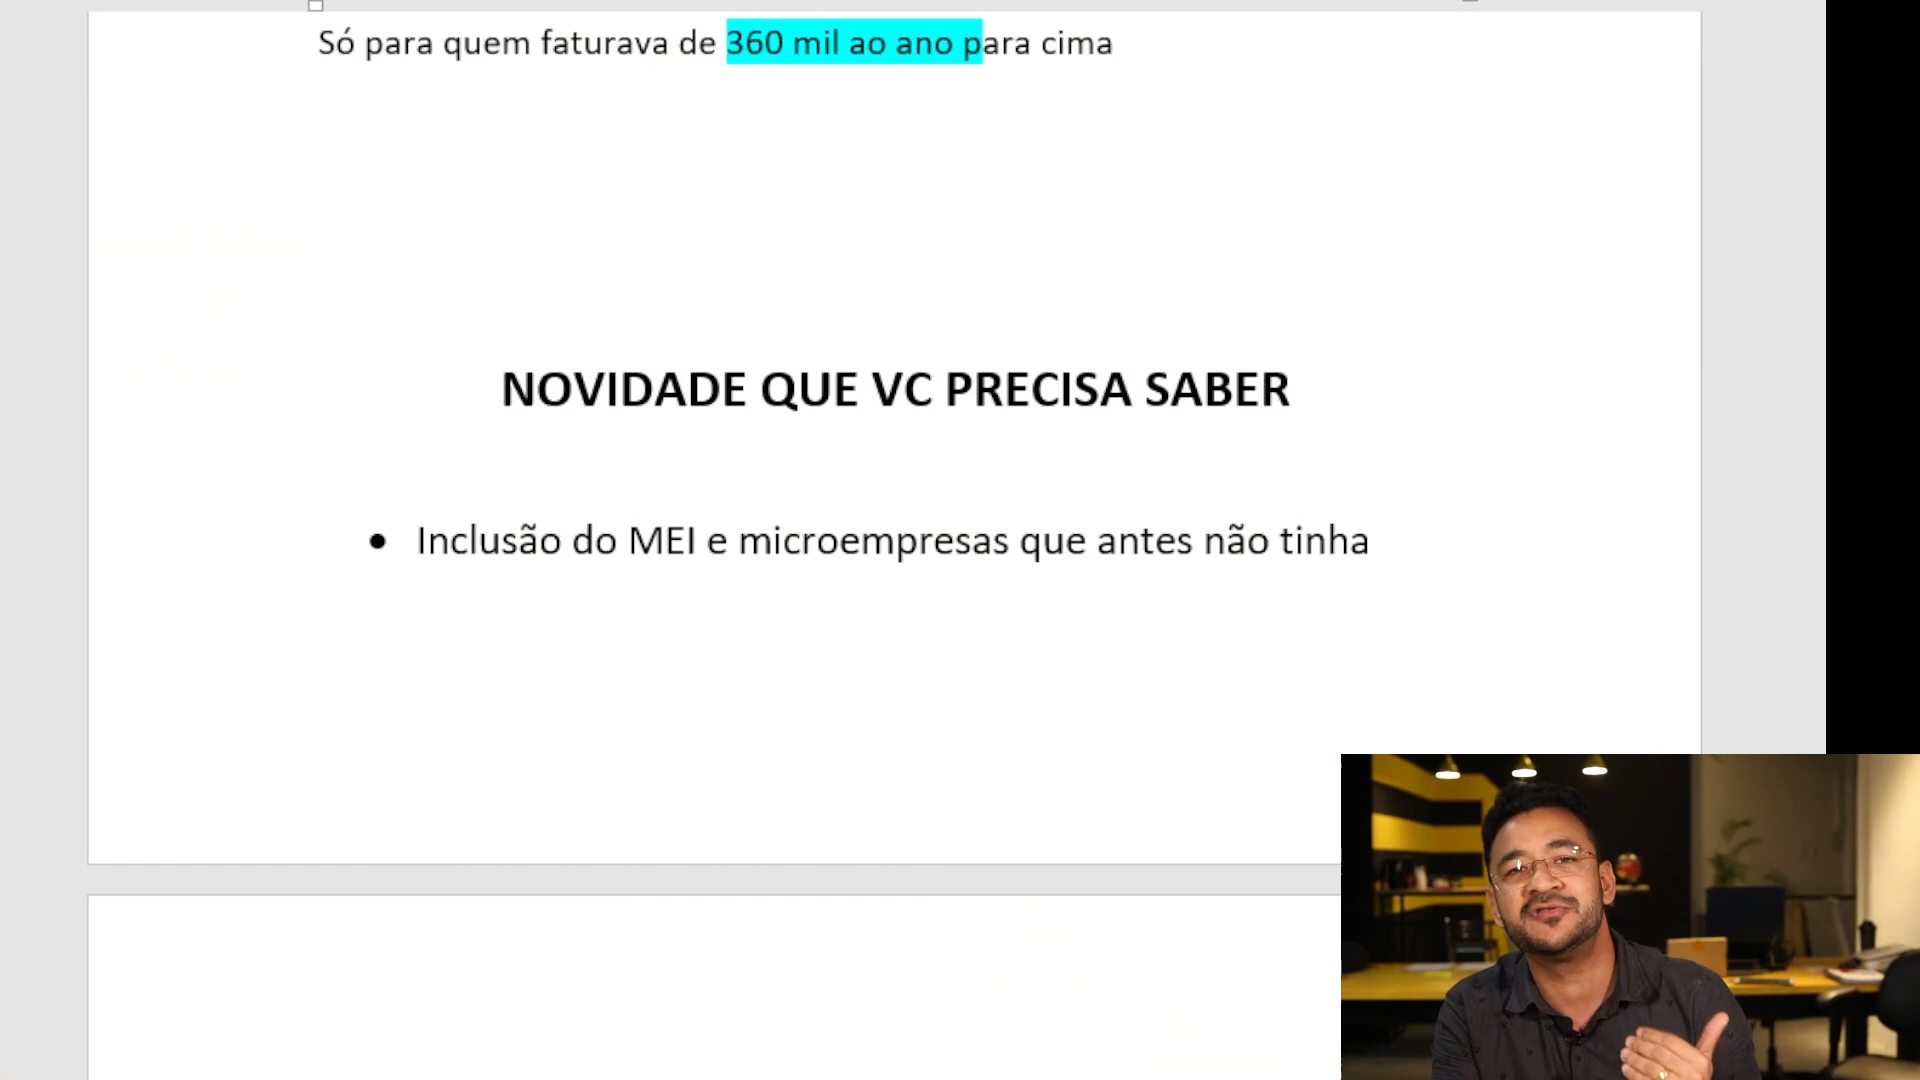 Só para quem faturava de 360 mil ao ano para cima
NOVIDADE QUE VC PRECISA SABER
• Inclusão do MEI e microempresas que antes não tinha